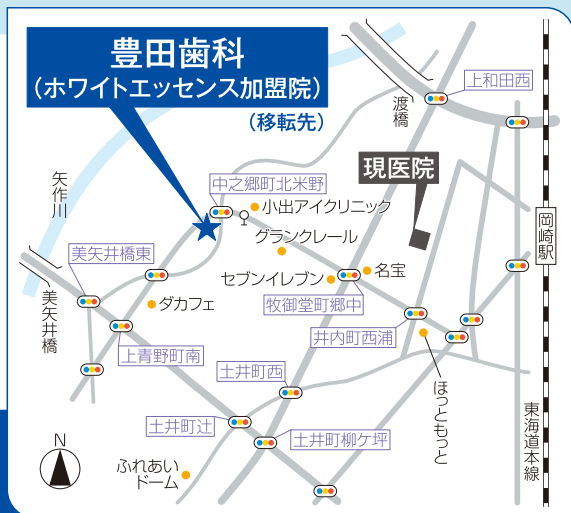 豊田歯科
(ホワイトエッセンス加盟院)
(移転先)
上和田西
渡橋
現医院
矢作川
中之郷町北米野
小出アイクリニック
グランクレール
岡崎駅
美矢井橋東
セブンイレブン
名宝
美矢井橋
ダカフェ
牧御堂町郷中
上青野町南
井内町西浦
土井町西
ほっともっと
土井町辻
土井町柳ケ坪
東海道本線
N
ふれあい
ドーム